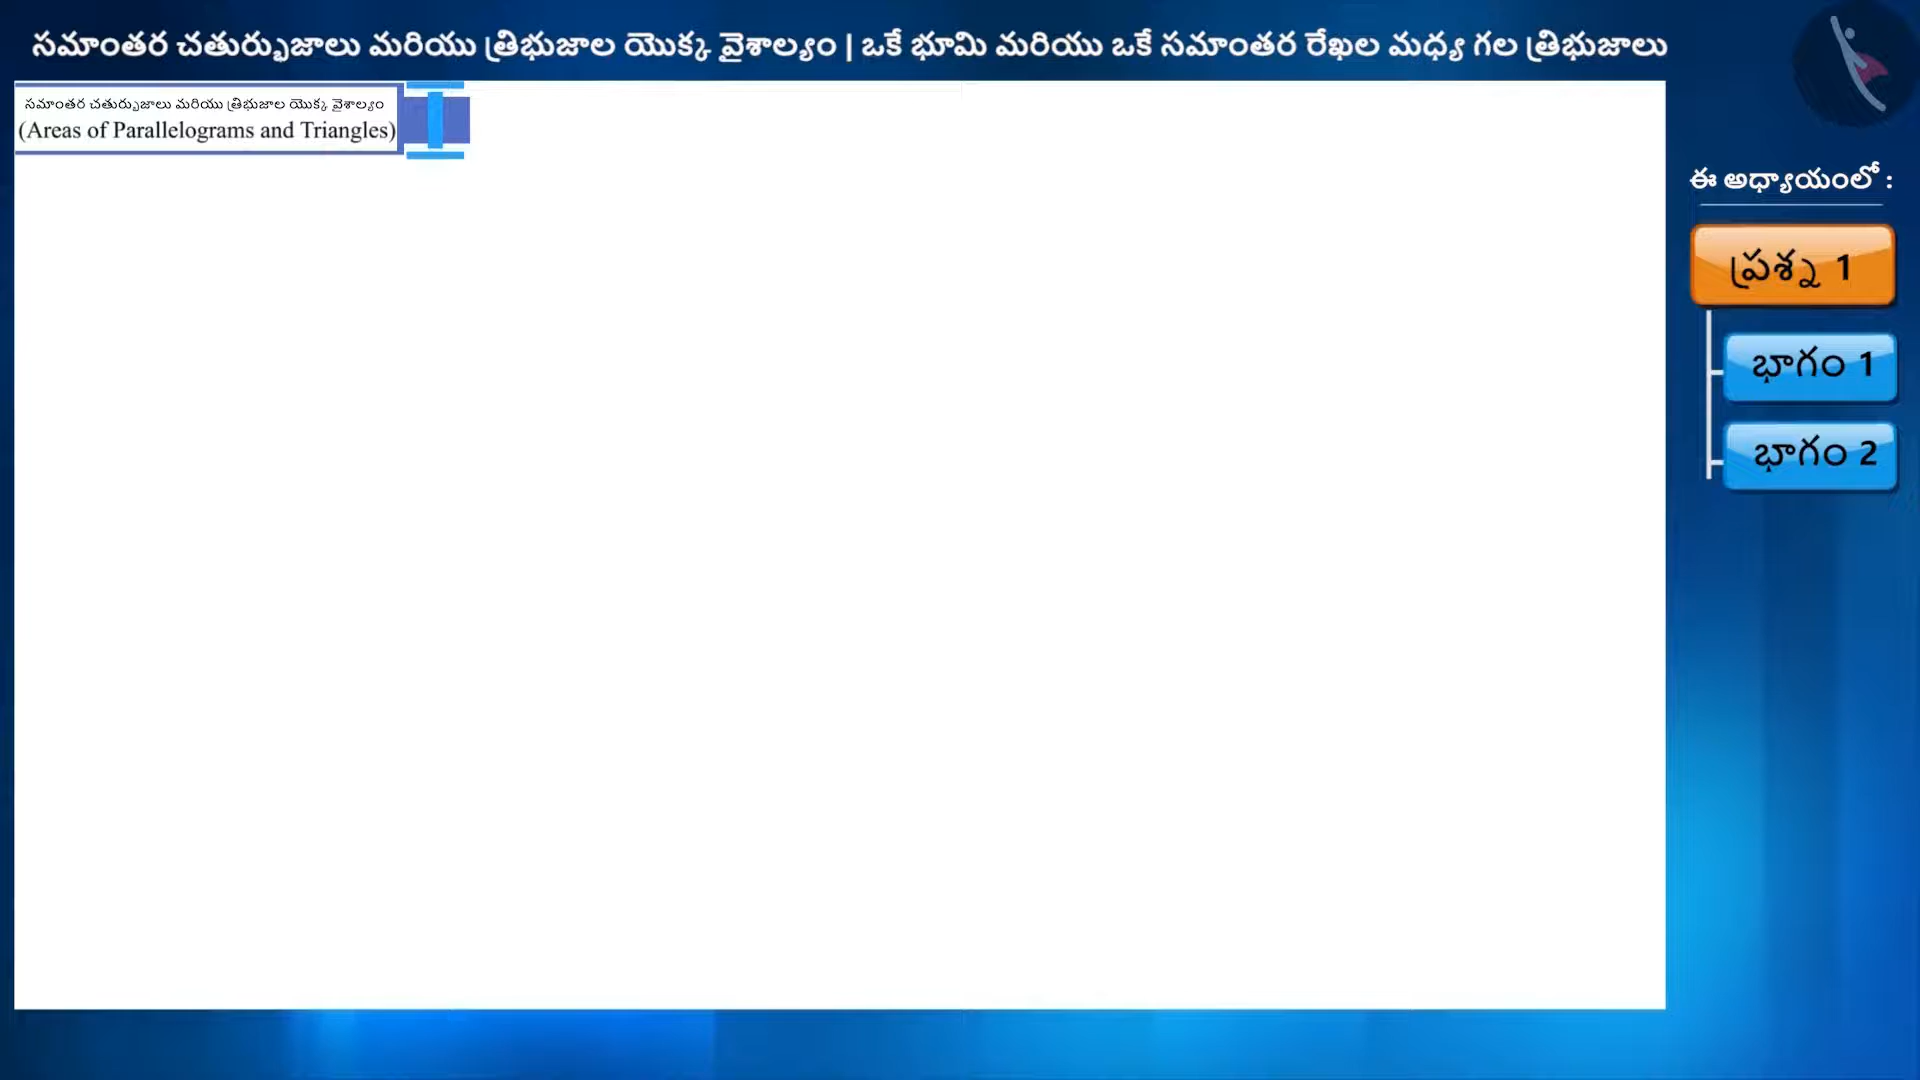 సమాంతర చతుర్భుజాలు మరియు త్రిభుజాల యొక్క వైశాల్యం | ఒకే భూమి మరియు ఒకే సమాంతర రేఖల మధ్య గల త్రిభుజాలు
సమాంతర చతుర్భుజాలు మరియు త్రిభుజాల యొక్క వైశాల్యం
(Areas of Parallelograms and Triangles)
ఈ అధ్యాయంలో :
ప్రశ్న 1
భాగం 1
భాగం 2